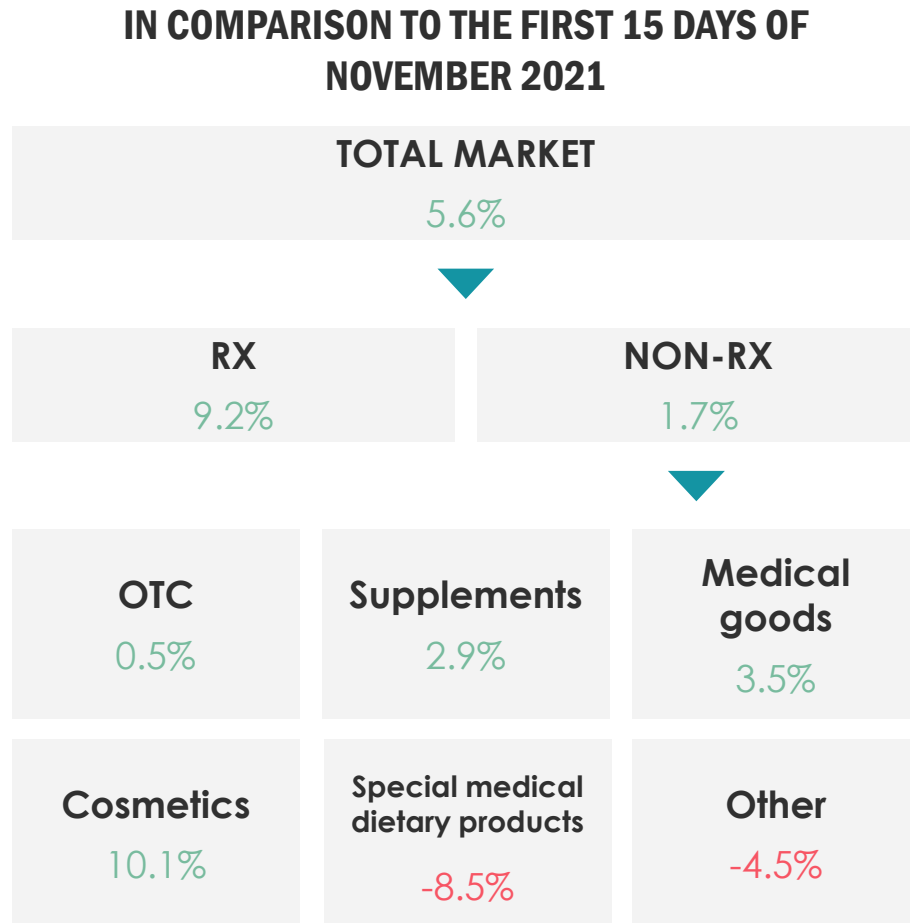 IN COMPARISON TO THE FIRST 15 DAYS OF
NOVEMBER 2021
TOTAL MARKET
5.6%
RX
9.2%
NON-RX
1.7%
OTC
0.5%
Supplements
2.9%
Medical
goods
3.5%
Cosmetics
10.1%
Special medical
dietary products
-8.5%
Other
-4.5%